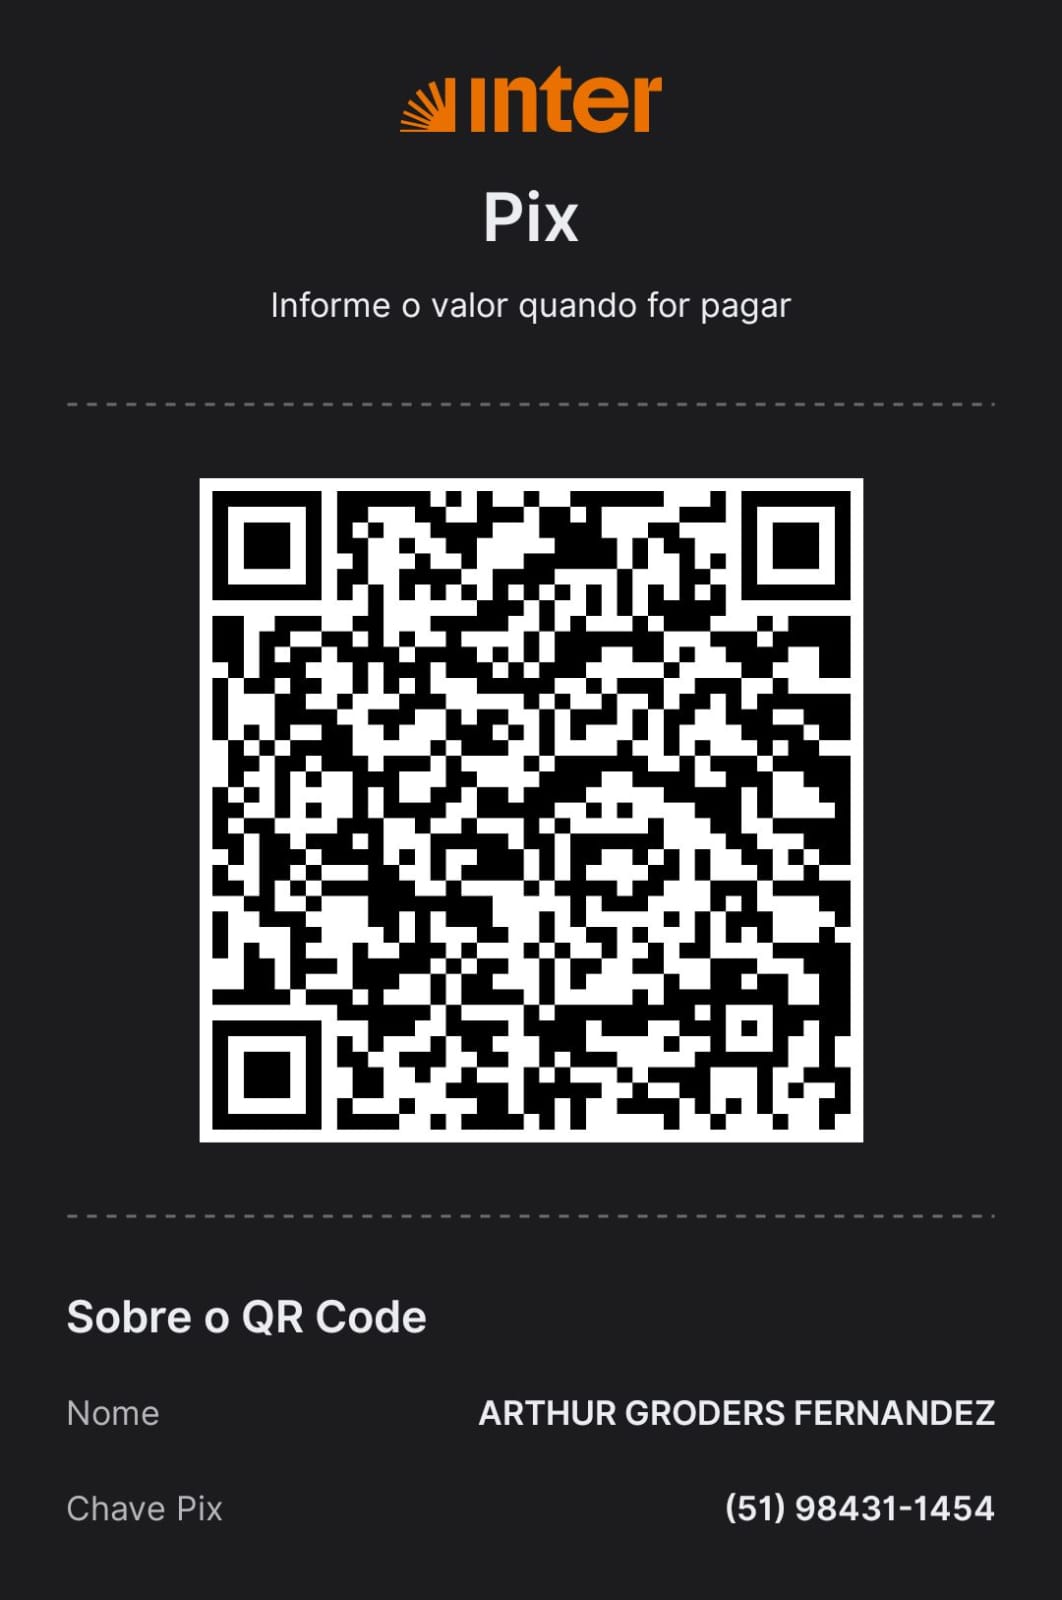 inter
Pix
Informe o valor quando for pagar
Sobre o QR Code
Nome ARTHUR GRODERS FERNANDEZ
Chave Pix (51) 98431-1454